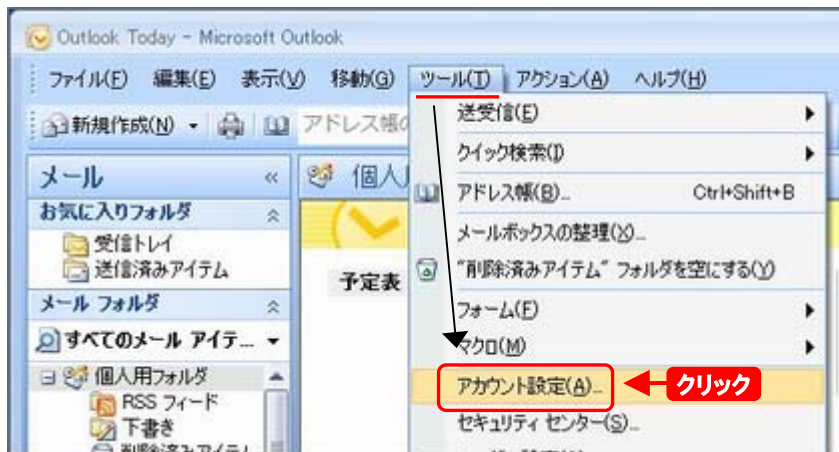 Outlook Today - Microsoft Outlook
ファイル(F) 編集(E) 表示(V) 移動(G) ツール(T) アクション(A) ヘルプ(H)
新規作成(N) アドレス帳の
メール
お気に入りフォルダ
受信トレイ
送信済みアイテム
メール フォルダ
すべてのメール アイテ...
個人用フォルダ
RSS フィード
下書き
削除済みアイテム
個人
予定表
送受信(E)
クイック検索(I)
アドレス帳(B)... Ctrl+Shift+B
メールボックスの整理(X)...
"削除済みアイテム" フォルダを空にする(Y)
フォーム(F)
マクロ(M)
アカウント設定(A)...
クリック
セキュリティ センター(S)...